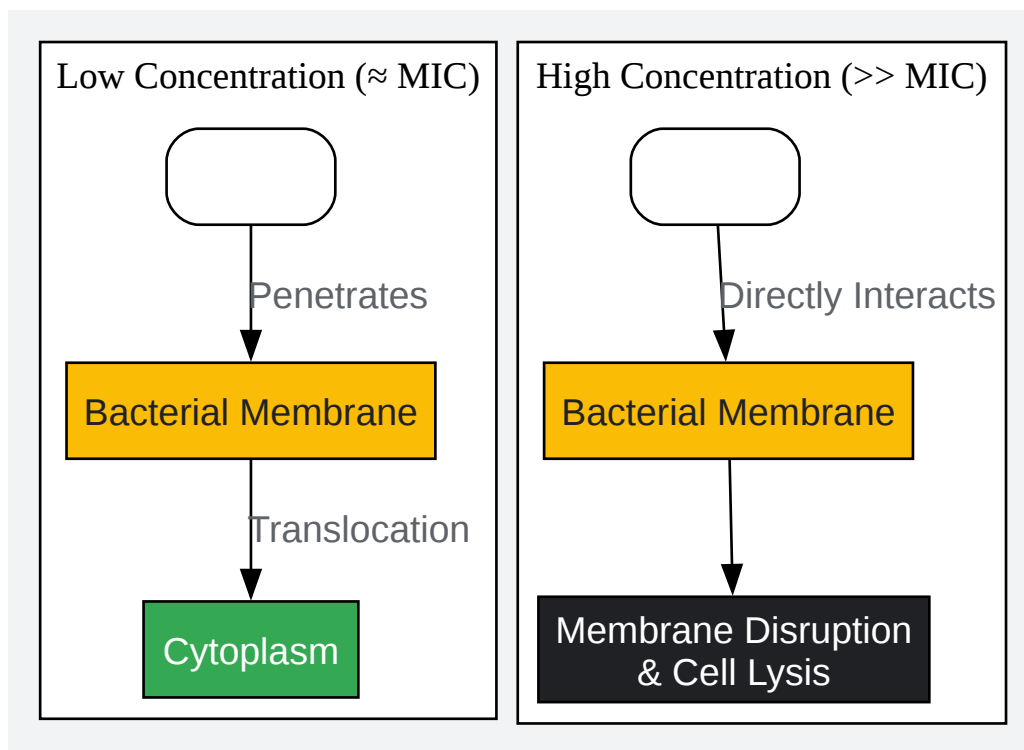 Low Concentration (≈ MIC)
Penetrates
Bacterial Membrane
Translocation
Cytoplasm
High Concentration (>> MIC)
Directly Interacts
Bacterial Membrane
Membrane Disruption
& Cell Lysis